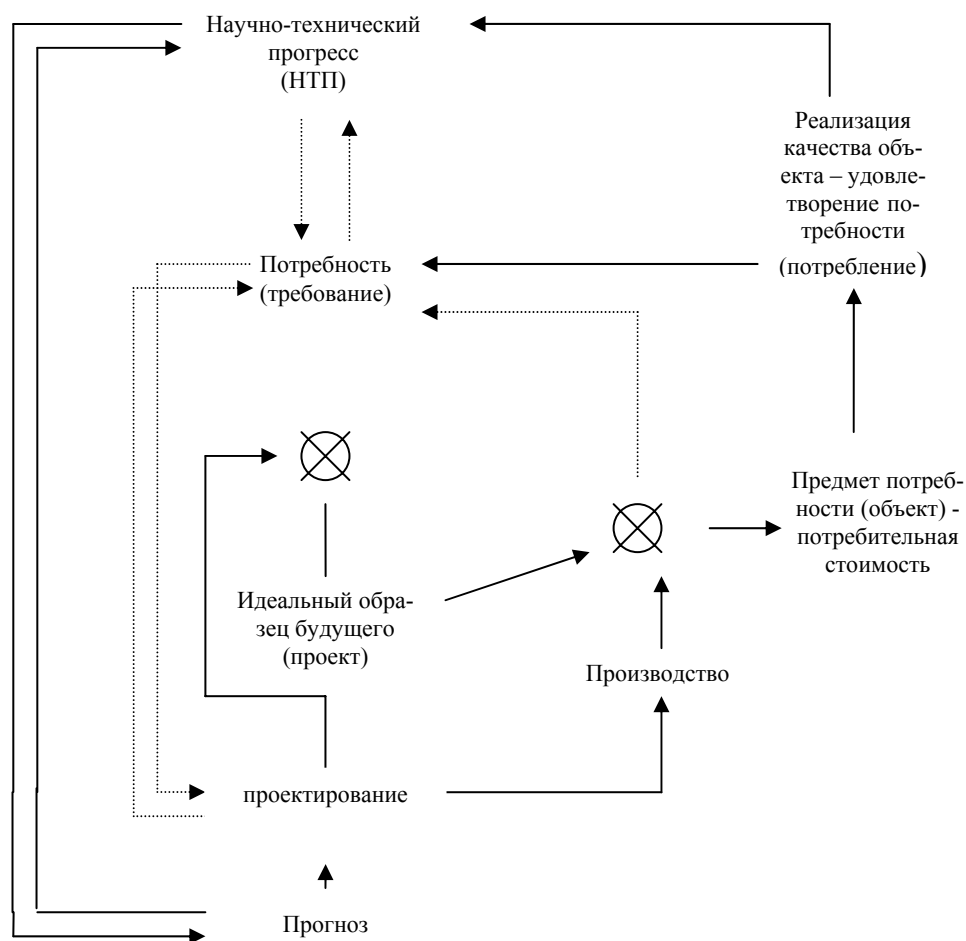 Научно-технический
прогресс
(НТП)
Реализация
качества объ-
екта – удовле-
творение по-
требности
(потребление)
Потребность
(требование)
Предмет потреб-
ности (объект) -
потребительная
стоимость
Идеальный обра-
зец будущего
(проект)
Производство
проектирование
Прогноз